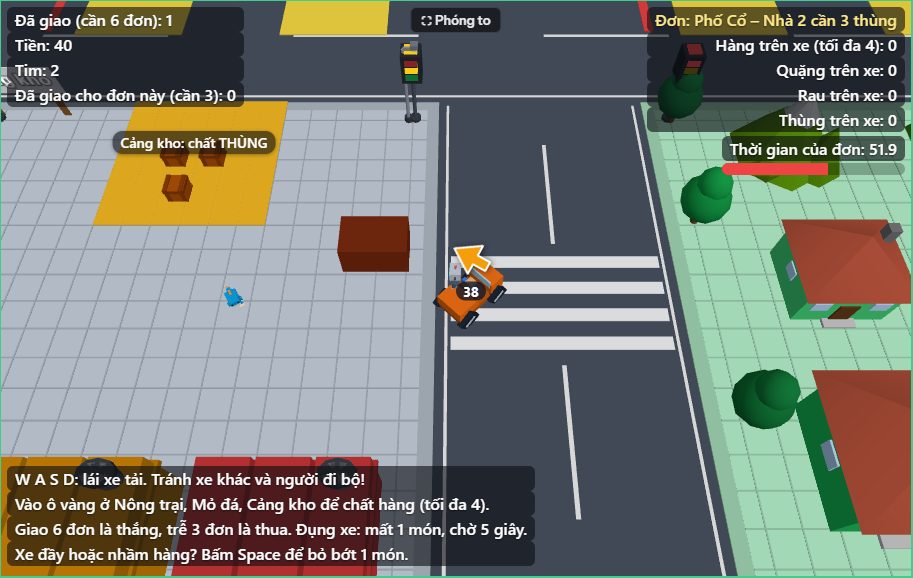 Đã giao (cần 6 đơn): 1
Tiền: 40
Tim: 2
Đã giao cho đơn này (cần 3): 0
Phóng to
Đơn: Phố Cổ – Nhà 2 cần 3 thùng
Hàng trên xe (tối đa 4): 0
Quặng trên xe: 0
Rau trên xe: 0
Thùng trên xe: 0
Thời gian của đơn: 51.9
Cảng kho: chất THÙNG
38
W A S D: lái xe tải. Tránh xe khác và người đi bộ!
Vào ô vàng ở Nông trại, Mỏ đá, Cảng kho để chất hàng (tối đa 4).
Giao 6 đơn là thắng, trễ 3 đơn là thua. Đụng xe: mất 1 món, chờ 5 giây.
Xe đầy hoặc nhầm hàng? Bấm Space để bỏ bớt 1 món.